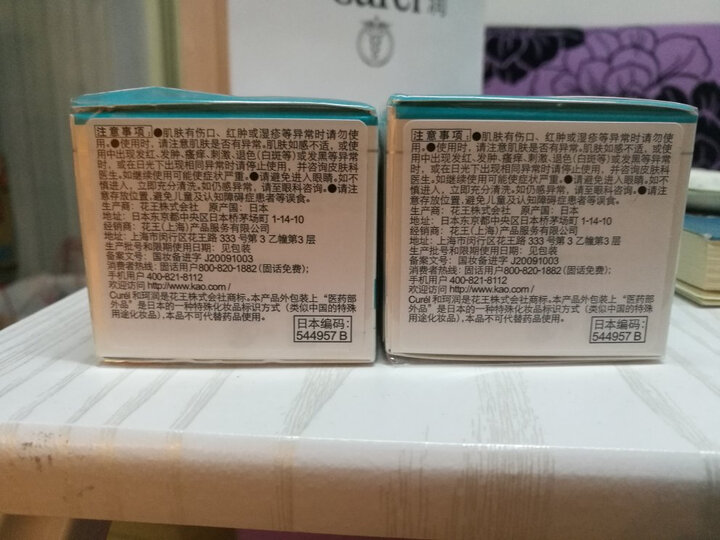 Curél 润
注意事项: ●肌肤有伤口、红肿或湿疹等异常时请勿使
用。●使用时,请注意肌肤是否有异常。肌肤如感不适,或使
用中出现发红、发肿、瘙痒、刺激、退色(白斑等)或发黑等异常
时,或在日光下出现相同异常时请停止使用,并咨询皮肤科
医生。如继续使用可能使症状严重。●请避免进入眼睛。如不
慎进入,立即充分清洗。如仍感异常,请至眼科咨询。●请注
意存放位置,避免儿童及认知障碍症患者等误食。
生产商:花王株式会社 原产国:日本
地址:日本东京都中央区日本桥茅场町 1-14-10
经销商:花王(上海)产品服务有限公司
地址:上海市闵行区花王路 333 号第 3 乙幢第3 层
生产批号和限期使用日期:见包装
备案文号:国妆备进字 J20091003
消费者热线:固话用户800-820-1882(固话免费);
手机用户 400-821-8112
欢迎访问 http://www.kao.com/
Curél 和珂润是花王株式会社商标。本产品外包装上“医药部
外品”是日本的一种特殊化妆品标识方式(类似中国的特殊
用途化妆品),本品不可代替药品使用。
日本编码:
544957 B
注意事项: ●肌肤有伤口、红肿或湿疹等异常时请勿使
用。●使用时,请注意肌肤是否有异常。肌肤如感不适,或使
用中出现发红、发肿、瘙痒、刺激、退色(白斑等)或发黑等异常
时,或在日光下出现相同异常时请停止使用,并咨询皮肤科
医生。如继续使用可能使症状严重。●请避免进入眼睛。如不
慎进入,立即充分清洗。如仍感异常,请至眼科咨询。●请注
意存放位置,避免儿童及认知障碍症患者等误食。
生产商:花王株式会社 原产国:日本
地址:日本东京都中央区日本桥茅场町 1-14-10
经销商:花王(上海)产品服务有限公司
地址:上海市闵行区花王路 333 号第 3 乙幢第3层
生产批号和限期使用日期:见包装
备案文号:国妆备进字 J20091003
消费者热线:固话用户800-820-1882(固话免费);
手机用户 400-821-8112
欢迎访问 http://www.kao.com/
Curél 和珂润是花王株式会社商标。本产品外包装上“医药部
外品”是日本的一种特殊化妆品标识方式(类似中国的特殊
用途化妆品),本品不可代替药品使用。
日本编码:
544957 B